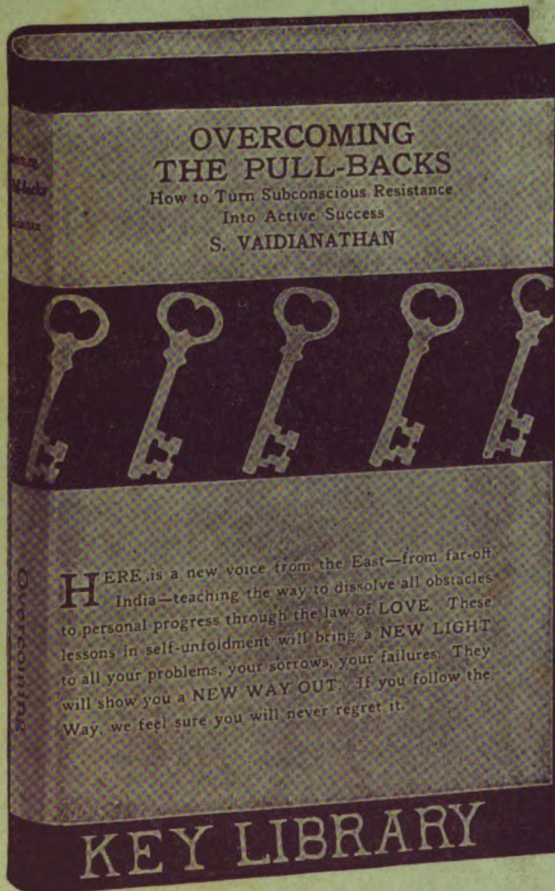 OVERCOMING
THE PULL-BACKS
How to Turn Subconscious Resistance
Into Active Success
S. VAIDIANATHAN
HERE is a new voice from the East—from far-off
India—teaching the way to dissolve all obstacles
to personal progress through the law of LOVE. These
lessons in self-unfoldment will bring a NEW LIGHT
to all your problems, your sorrows, your failures. They
will show you a NEW WAY OUT. If you follow the
Way, we feel sure you will never regret it.
Overcoming
KEY LIBRARY